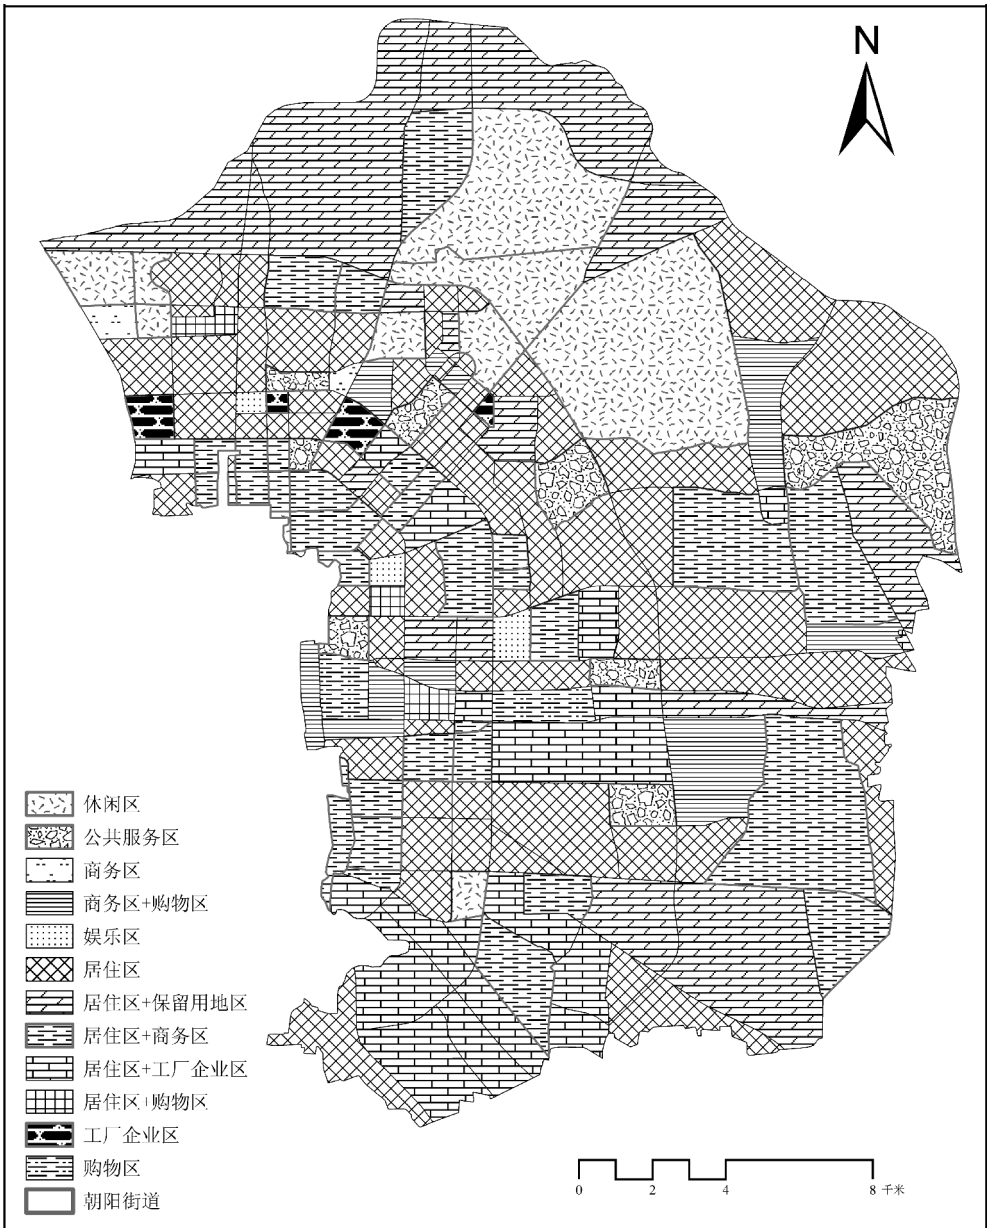 N
休闲区
公共服务区
商务区
商务区+购物区
娱乐区
居住区
居住区+保留用地区
居住区+商务区
居住区+工厂企业区
居住区+购物区
工厂企业区
购物区
朝阳街道
0 2 4 8 千米